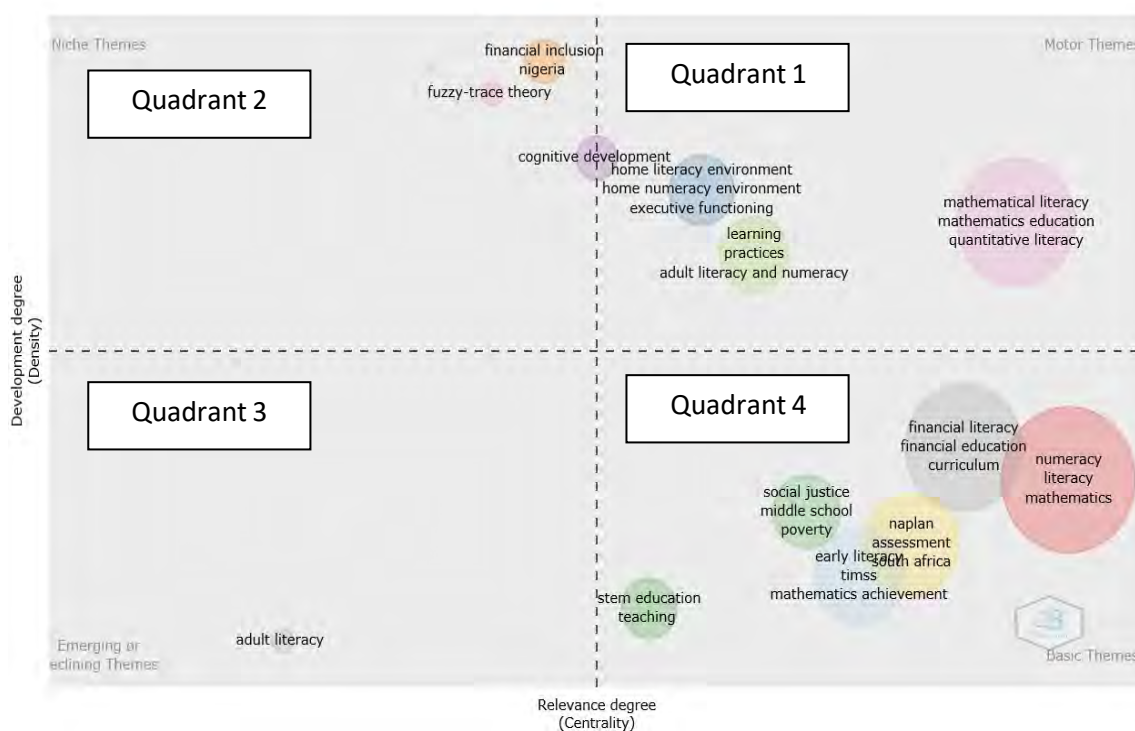 Niche Themes
Motor Themes
financial inclusion
nigeria
fuzzy-trace theory
Quadrant 2
Quadrant 1
cognitive development
home literacy environment
home numeracy environment
executive functioning
mathematical literacy
mathematics education
quantitative literacy
learning
practices
adult literacy and numeracy
Development degree
(Density)
Quadrant 3
Quadrant 4
financial literacy
financial education
curriculum
numeracy
literacy
mathematics
social justice
middle school
poverty
naplan
assessment
south africa
early literacy
timss
mathematics achievement
stem education
teaching
adult literacy
Emerging or
eclining Themes
Basic Themes
Relevance degree
(Centrality)